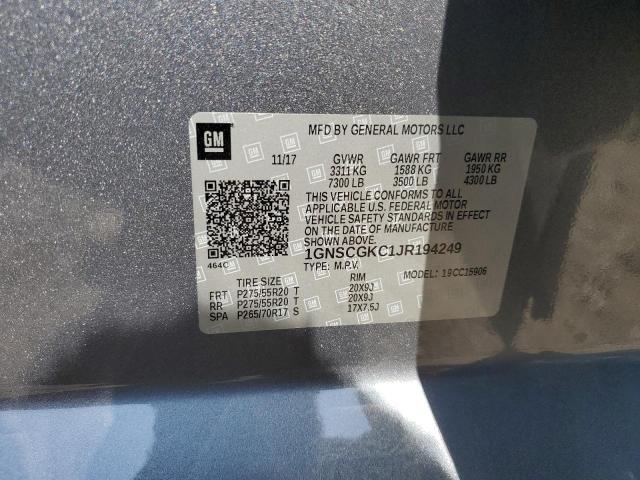 GM
MFD BY GENERAL MOTORS LLC
11/17 GVWR GAWR FRT GAWR RR
3311 KG 1588 KG 1950 KG
7300 LB 3500 LB 4300 LB
THIS VEHICLE CONFORMS TO ALL
APPLICABLE U.S. FEDERAL MOTOR
VEHICLE SAFETY STANDARDS IN EFFECT
ON THE DATE OF MANUFACTURE
SHOWN ABOVE.
1GNSCGKC1JR194249
464C TYPE: M.P.V. MODEL: 19CC15906
TIRE SIZE RIM
FRT P275/55R20 T 20X9J
RR P275/55R20 T 20X9J
SPA P265/70R17 S 17X7.5J